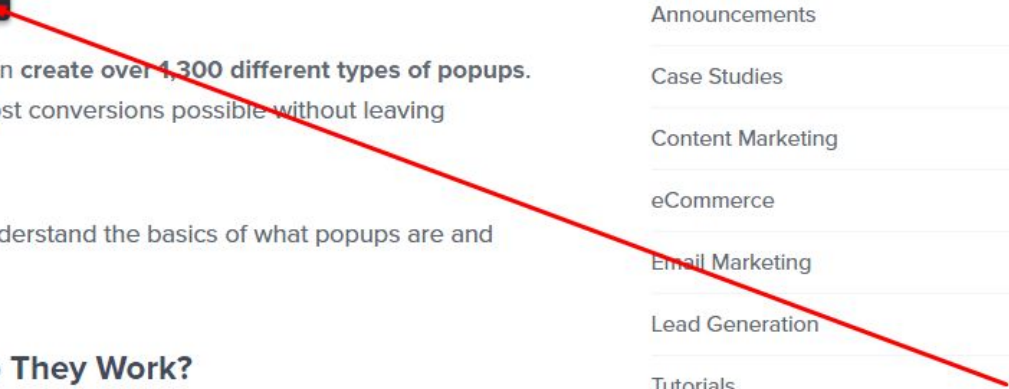 n create over 1,300 different types of popups.
ost conversions possible without leaving
derstand the basics of what popups are and
They Work?
Announcements
Case Studies
Content Marketing
eCommerce
Email Marketing
Lead Generation
Tutorials